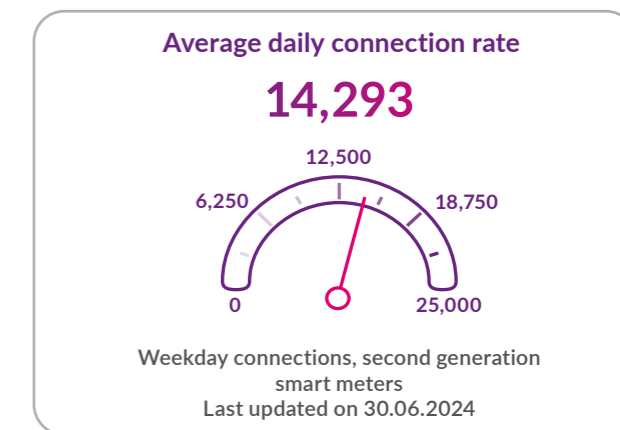 Average daily connection rate
14,293
12,500
6,250
18,750
0
25,000
Weekday connections, second generation
smart meters
Last updated on 30.06.2024